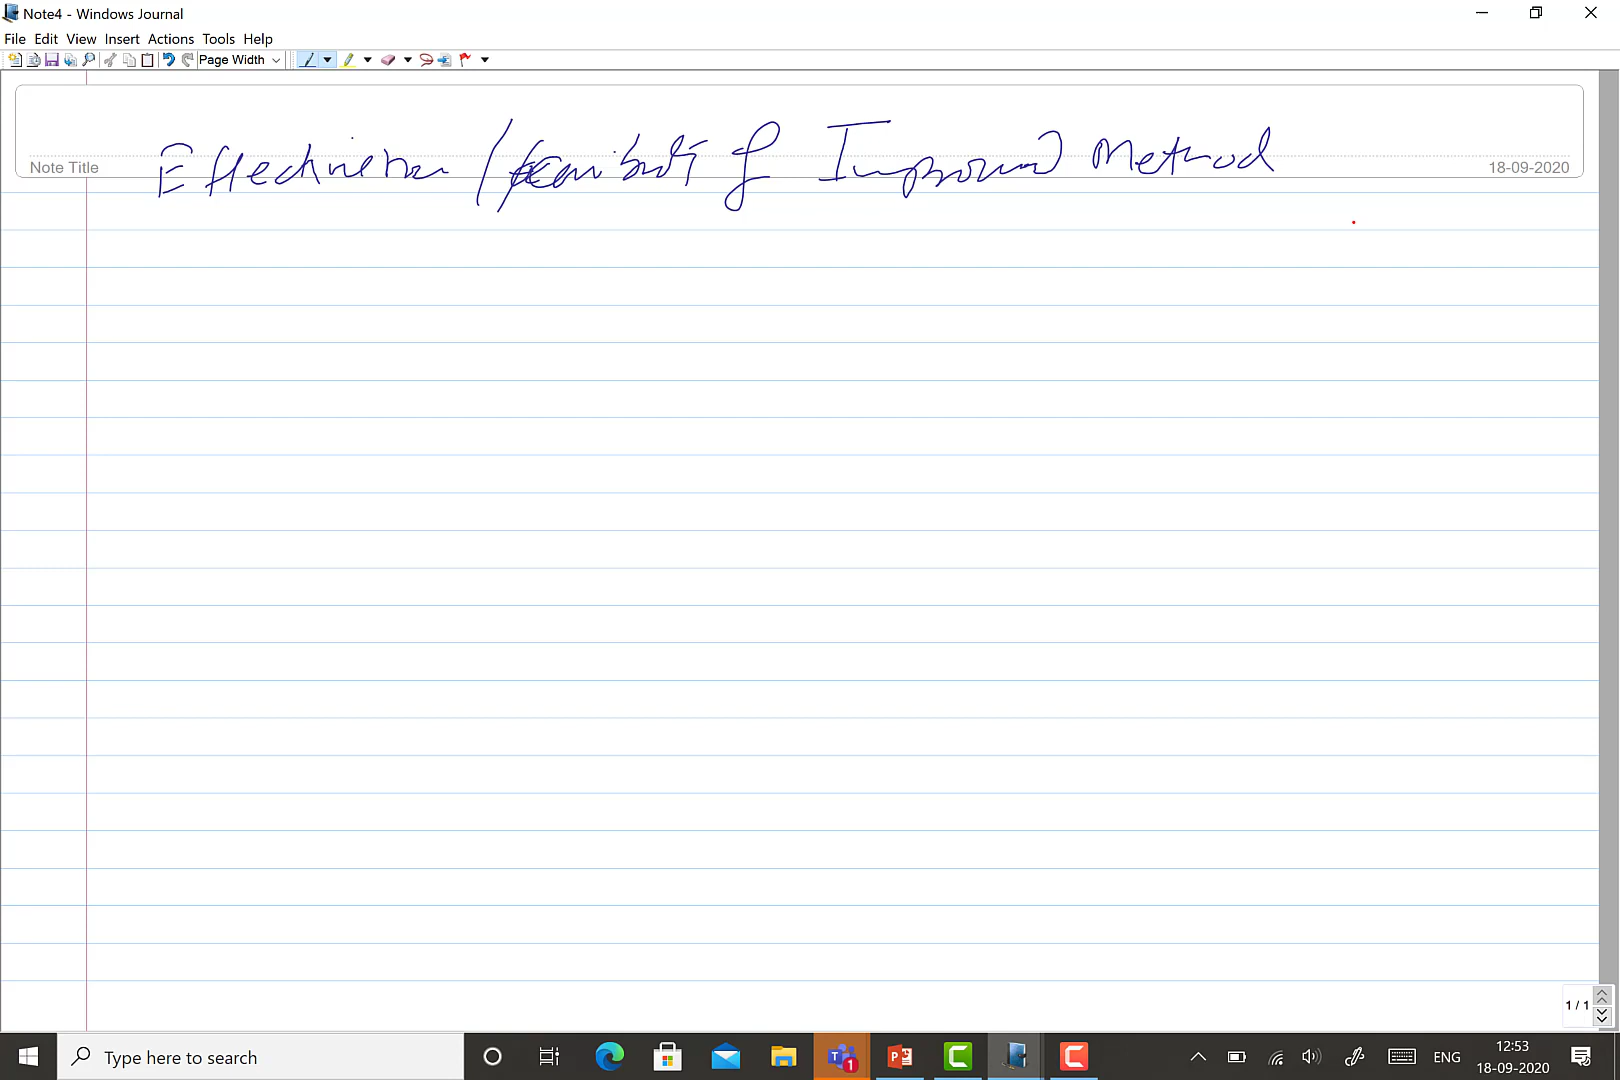 Note4 - Windows Journal
File Edit View Insert Actions Tools Help
Page Width
Effectiveness / feasibility of Improved Method
Note Title
18-09-2020
1 / 1
Type here to search
1
ENG
12:53
18-09-2020